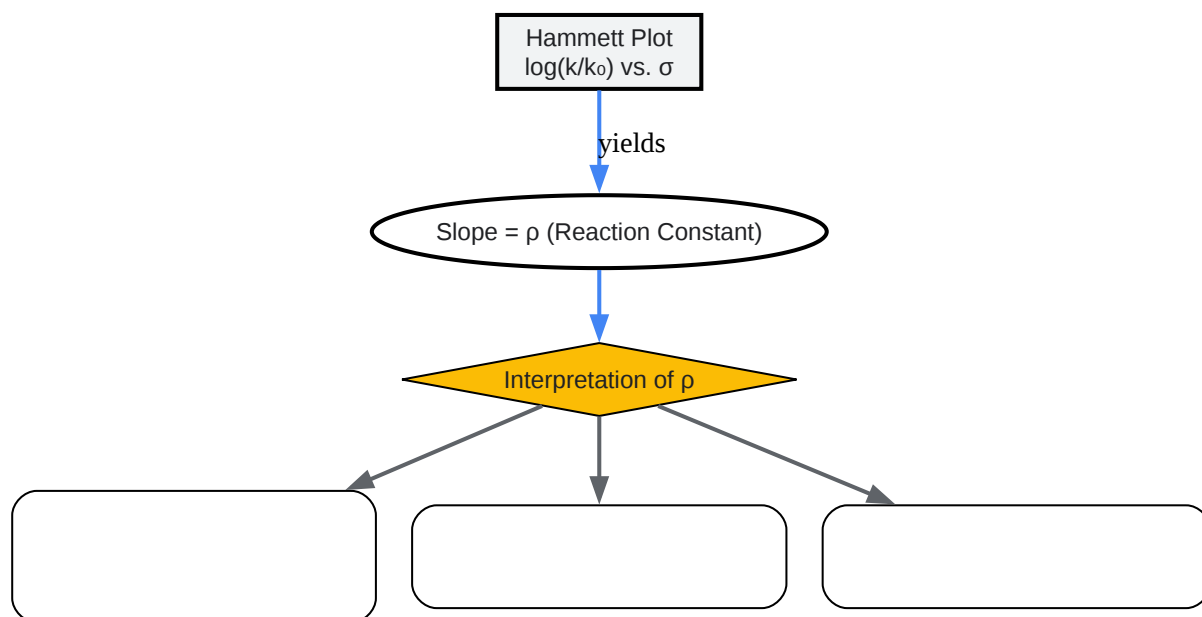 Hammett Plot
log(k/k₀) vs. σ
yields
Slope = ρ (Reaction Constant)
Interpretation of ρ